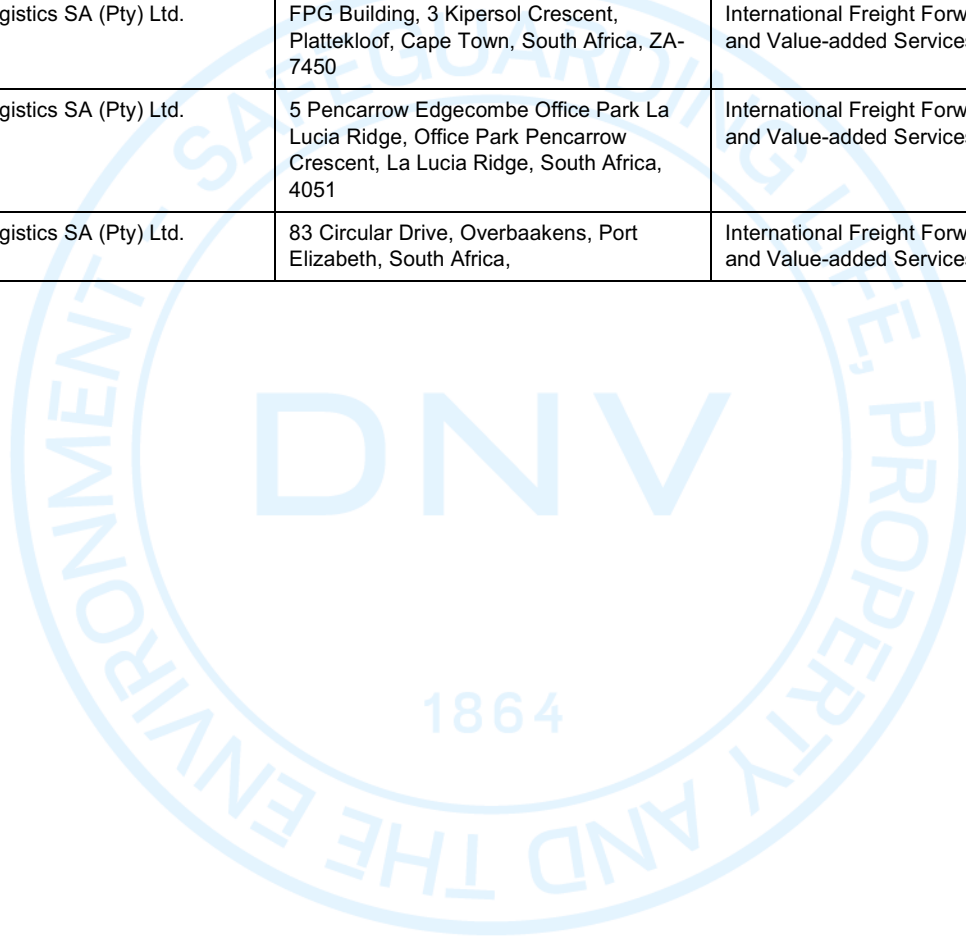 gistics SA (Pty) Ltd.
FPG Building, 3 Kipersol Crescent,
Plattekloof, Cape Town, South Africa, ZA-
7450
International Freight Forw
and Value-added Services
gistics SA (Pty) Ltd.
5 Pencarrow Edgecombe Office Park La
Lucia Ridge, Office Park Pencarrow
Crescent, La Lucia Ridge, South Africa,
4051
International Freight Forw
and Value-added Services
gistics SA (Pty) Ltd.
83 Circular Drive, Overbaakens, Port
Elizabeth, South Africa,
International Freight Forw
and Value-added Services
SAFEGUARDING LIFE, PROPERTY AND THE ENVIRONMENT
DNV
1864